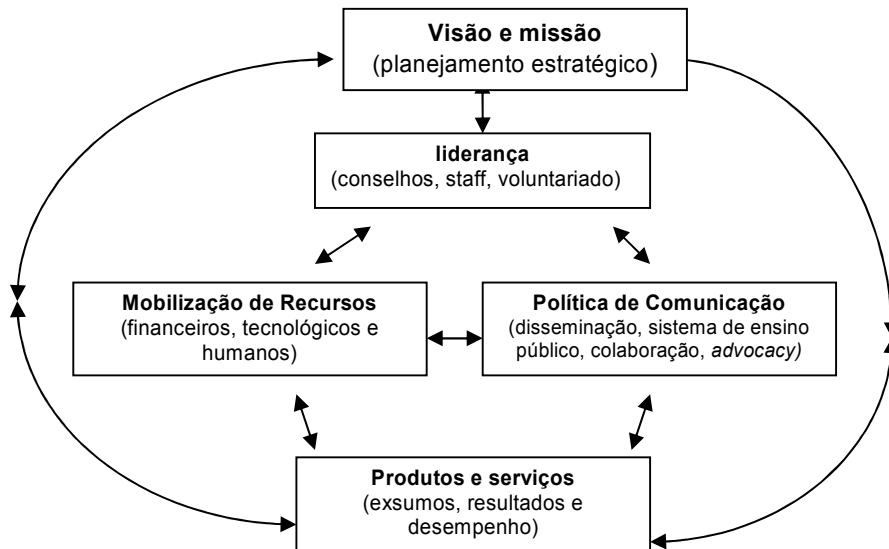 Visão e missão
(planejamento estratégico)
liderança
(conselhos, staff, voluntariado)
Mobilização de Recursos
(financeiros, tecnológicos e
humanos)
Política de Comunicação
(disseminação, sistema de ensino
público, colaboração, advocacy)
Produtos e serviços
(exsumos, resultados e
desempenho)